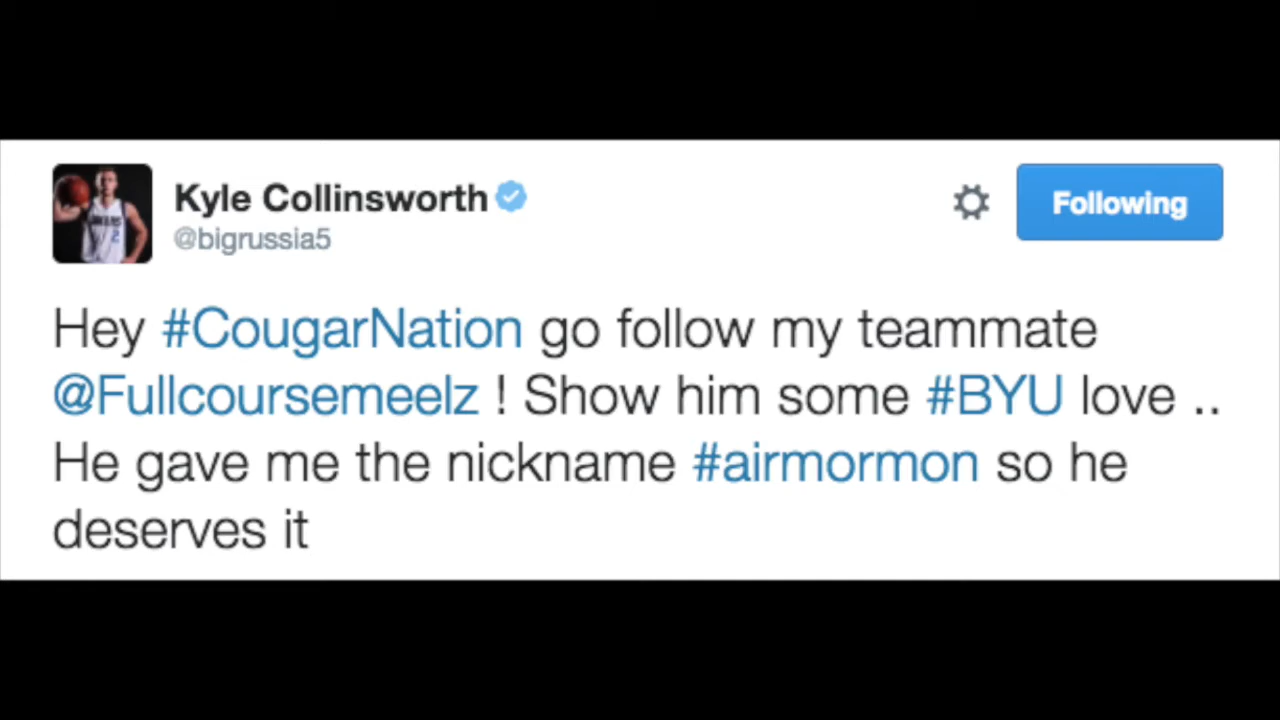 Kyle Collinsworth
@bigrussia5
Following
Hey #CougarNation go follow my teammate
@Fullcoursemeelz ! Show him some #BYU love ..
He gave me the nickname #airmormon so he
deserves it